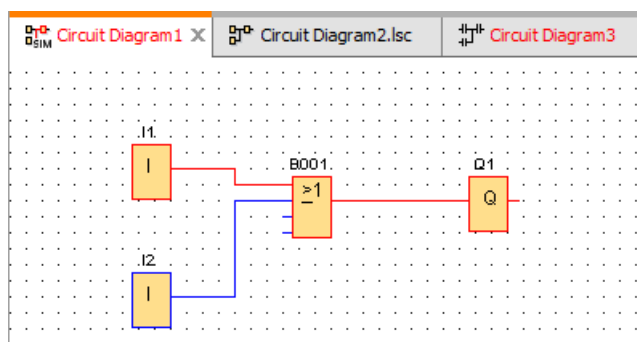 SIM Circuit Diagram1 X Circuit Diagram2.lsc Circuit Diagram3
I1
I
B001
≥1
Q1
Q
I2
I